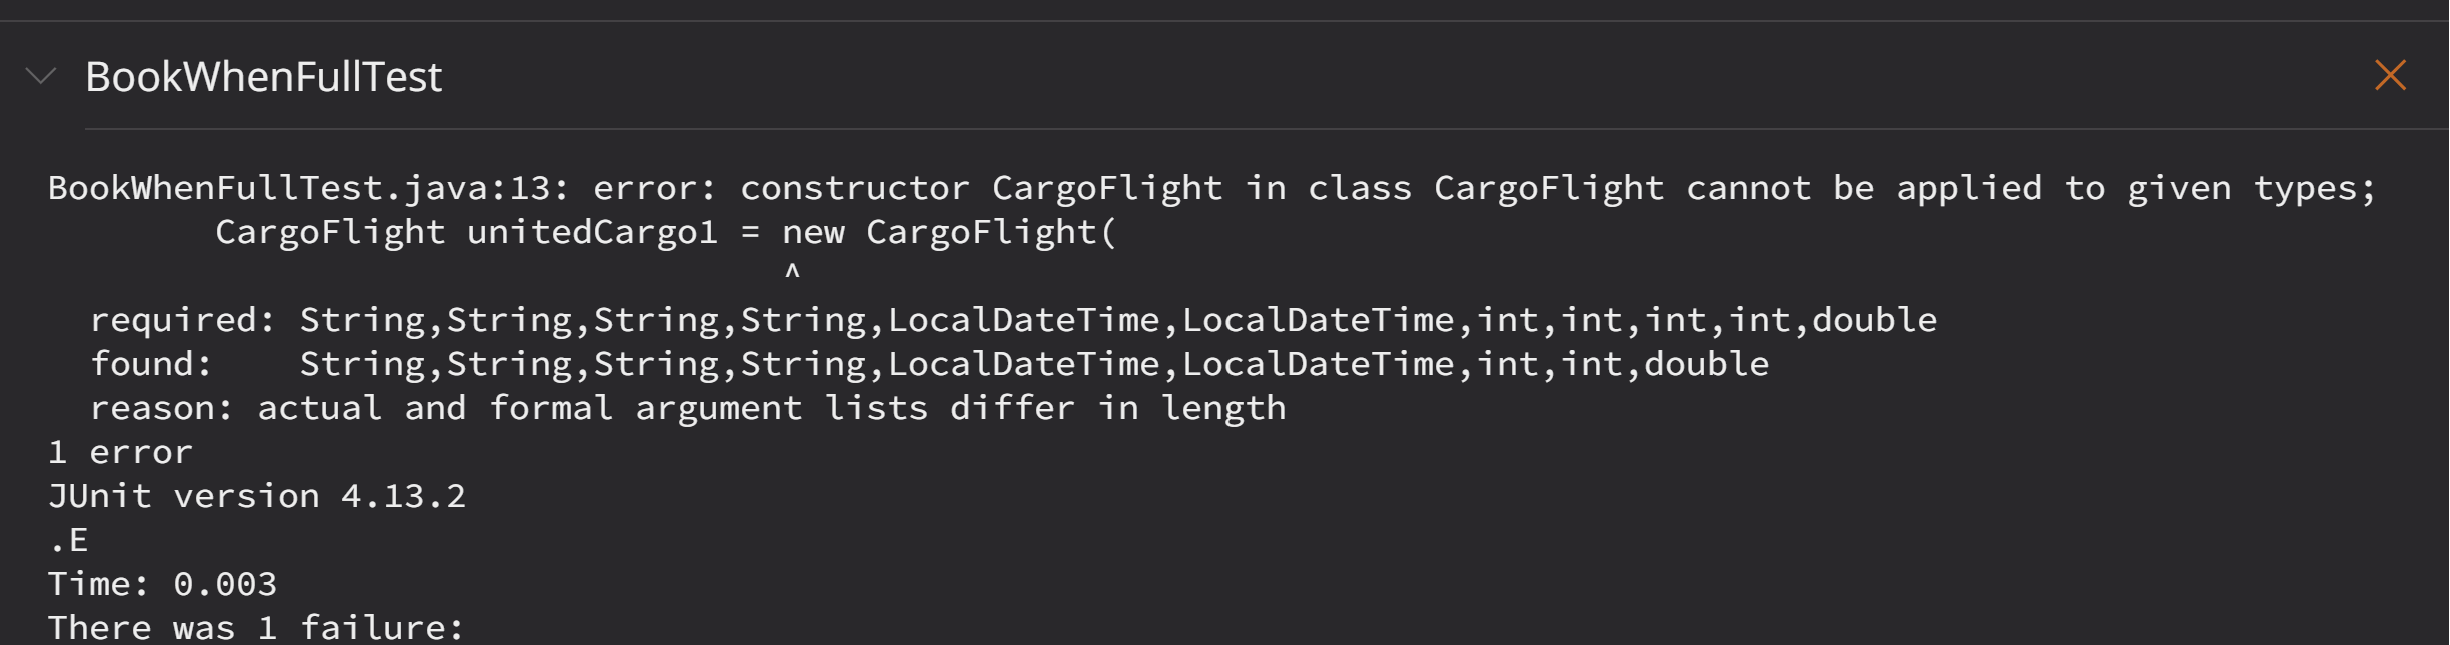 BookWhenFullTest
BookWhenFullTest.java:13: error: constructor CargoFlight in class CargoFlight cannot be applied to given types;
CargoFlight unitedCargo1 = new CargoFlight(
^
required: String,String,String,String,LocalDateTime,LocalDateTime,int,int,int,int,double
found: String,String,String,String,LocalDateTime,LocalDateTime,int,int,double
reason: actual and formal argument lists differ in length
1 error
JUnit version 4.13.2
.E
Time: 0.003
There was 1 failure: